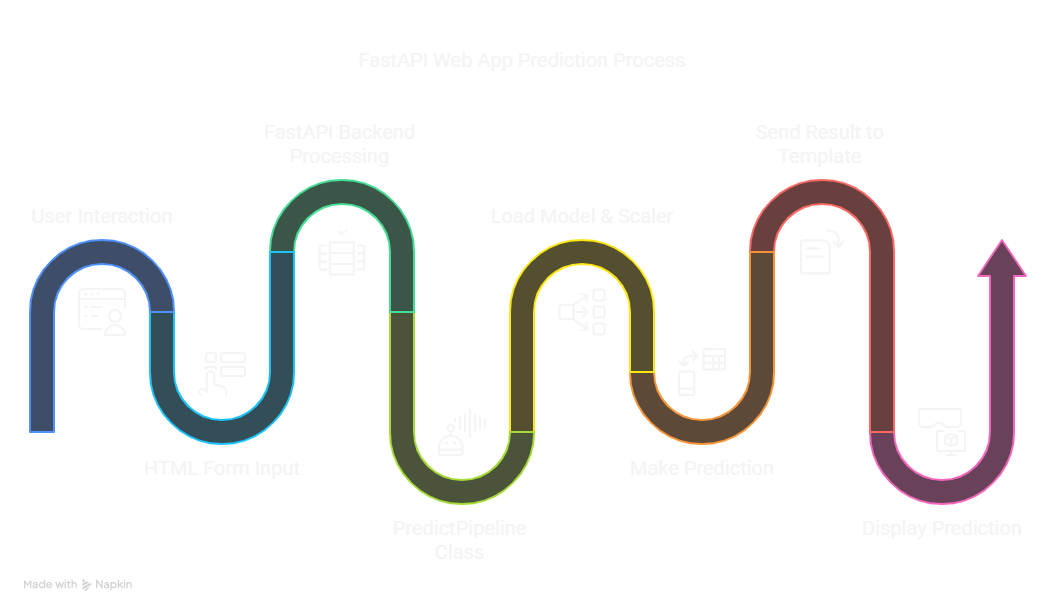 FastAPI Web App Prediction Process
FastAPI Backend
Processing
Send Result to
Template
User Interaction
Load Model & Scaler
HTML Form Input
Make Prediction
PredictPipeline
Class
Display Prediction
Made with Napkin